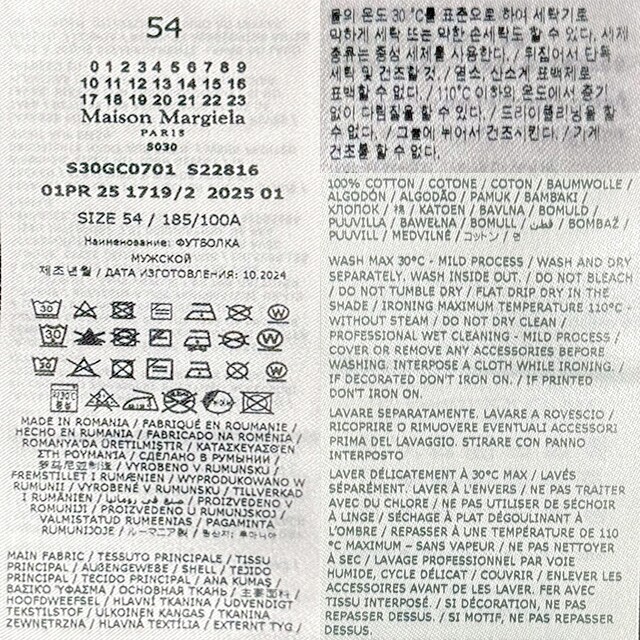 54
0 1 2 3 4 5 6 7 8 9
10 11 12 13 14 15 16
17 18 19 20 21 22 23
Maison Margiela
PARIS
5030
S30GC0701 S22816
01PR 25 1719/2 2025 01
SIZE 54 / 185/100A
Наименование: ФУТБОЛКА
МУЖСКОЙ
제조년월 / ДАТА ИЗГОТОВЛЕНИЯ: 10.2024
MADE IN ROMANIA / FABRIQUÉ EN ROUMANIE /
HECHO EN RUMANIA / FABRICADO NA ROMÉNIA /
ROMANYA'DA ÜRETILMISTIR / ΚΑΤΑΣΚΕΥΑΣΘΕΝ
ΣΤΗ ΡΟΥΜΑΝΙΑ / СДЕЛАНО В РУМЫНИИ /
罗马尼亚制造 / VYROBENO V RUMUNSKU /
FREMSTILLET I RUMÆNIEN / WYPRODUKOWANO W
RUMUNII / VYROBENÉ V RUMUNSKU / TILLVERKAD
I RUMÄNIEN / صنع في رومانيا / PROIZVEDENO V
ROMUNIJI / PROIZVEDENO U RUMUNJSKOJ /
VALMISTATUD RUMEENIAS / PAGAMINTA
RUMUNIJOJE / ルーマニア製 / 원산지: 루마니아
MAIN FABRIC / TESSUTO PRINCIPALE / TISSU
PRINCIPAL / AUßENGEWEBE / SHELL / TEJIDO
PRINCIPAL / TECIDO PRINCIPAL / ANA KUMAŞ /
ΒΑΣΙΚΟ ΎΦΑΣΜΑ / ОСНОВНАЯ ТКАНЬ / 主要面料 /
HOOFDWEEFSEL / HLAVNÍ TKANINA / UDVENDIGT
TEKSTILSTOF / ULKOINEN KANGAS / TKANINA
ZEWNĘTRZNA / HLAVNÁ TEXTÍLIA / EXTERNT TYG /
물의 온도 30 °C를 표준으로 하여 세탁기로
약하게 세탁 또는 약한 손세탁도 할 수 있다. 세제
종류는 중성 세제를 사용한다. / 뒤집어서 단독
세탁 및 건조할 것. / 염소, 산소계 표백제로
표백할 수 없다. / 110°C 이하의 온도에서 증기
없이 다림질을 할 수 있다. / 드라이클리닝을 할
수 없다. / 그늘에 뉘어서 건조시킨다. / 기계
건조를 할 수 없다.
100% COTTON / COTONE / COTON / BAUMWOLLE /
ALGODÓN / ALGODÃO / PAMUK / ΒΑΜΒΑΚΙ /
ХЛОПОК / 棉 / KATOEN / BAVLNA / BOMULD /
PUUVILLA / BAWEŁNA / BOMULL / قطن / BOMBAŽ /
PUUVILL / MEDVILNĖ / コットン / 면
WASH MAX 30°C - MILD PROCESS / WASH AND DRY
SEPARATELY. WASH INSIDE OUT. / DO NOT BLEACH
/ DO NOT TUMBLE DRY / FLAT DRIP DRY IN THE
SHADE / IRONING MAXIMUM TEMPERATURE 110°C -
WITHOUT STEAM / DO NOT DRY CLEAN /
PROFESSIONAL WET CLEANING - MILD PROCESS /
COVER OR REMOVE ANY ACCESSORIES BEFORE
WASHING. INTERPOSE A CLOTH WHILE IRONING. /
IF DECORATED DON'T IRON ON. / IF PRINTED
DON'T IRON ON.
LAVARE SEPARATAMENTE. LAVARE A ROVESCIO /
RICOPRIRE O RIMUOVERE EVENTUALI ACCESSORI
PRIMA DEL LAVAGGIO. STIRARE CON PANNO
INTERPOSTO
LAVER DÉLICATEMENT À 30°C MAX / LAVÉS
SÉPARÉMENT. LAVER À L'ENVERS / NE PAS TRAITER
AVEC DU CHLORE / NE PAS UTILISER DE SÉCHOIR
À LINGE / SÉCHAGE À PLAT DÉGOULINANT À
L'OMBRE / REPASSER À UNE TEMPÉRATURE DE 110
°C MAXIMUM – SANS VAPEUR / NE PAS NETTOYER
À SEC / LAVAGE PROFESSIONNEL PAR VOIE
HUMIDE, CYCLE DÉLICAT / COUVRIR / ENLEVER LES
ACCESSOIRES AVANT DE LES LAVER. FER AVEC
TISSU INTERPOSÉ. / SI DÉCORATION, NE PAS
REPASSER DESSUS. / SI MOTIF, NE PAS REPASSER
DESSUS.